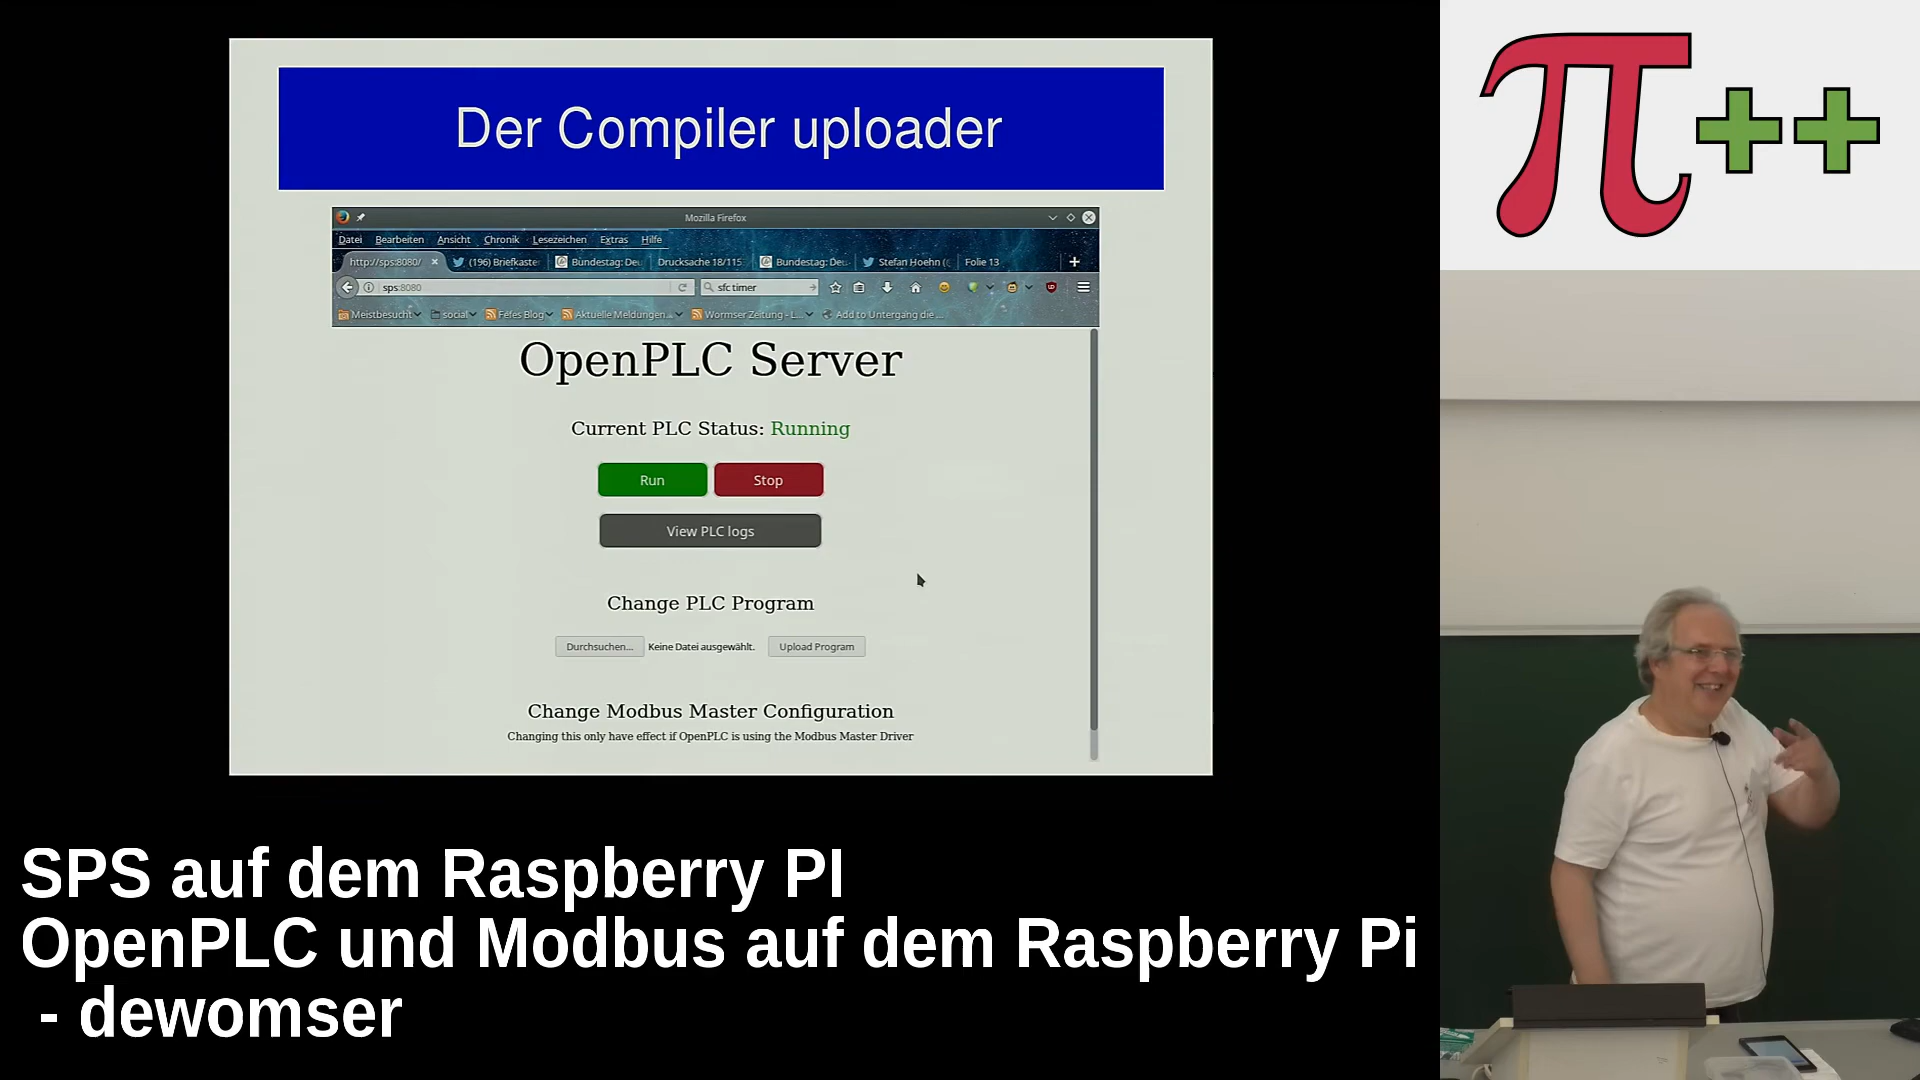 Der Compiler uploader
Mozilla Firefox
Datei Bearbeiten Ansicht Chronik Lesezeichen Extras Hilfe
http://sps:8080/ (196) Briefkaste Bundestag: Deu Drucksache 18/115 Bundestag: Deu Stefan Hoehn (@ Folie 13
sps:8080 sfc timer
Meistbesucht social Fefes Blog Aktuelle Meldungen... Wormser Zeitung - L... Add to Untergang die ...
OpenPLC Server
Current PLC Status: Running
Run Stop
View PLC logs
Change PLC Program
Durchsuchen... Keine Datei ausgewählt. Upload Program
Change Modbus Master Configuration
Changing this only have effect if OpenPLC is using the Modbus Master Driver
π++
SPS auf dem Raspberry PI
OpenPLC und Modbus auf dem Raspberry Pi
- dewomser